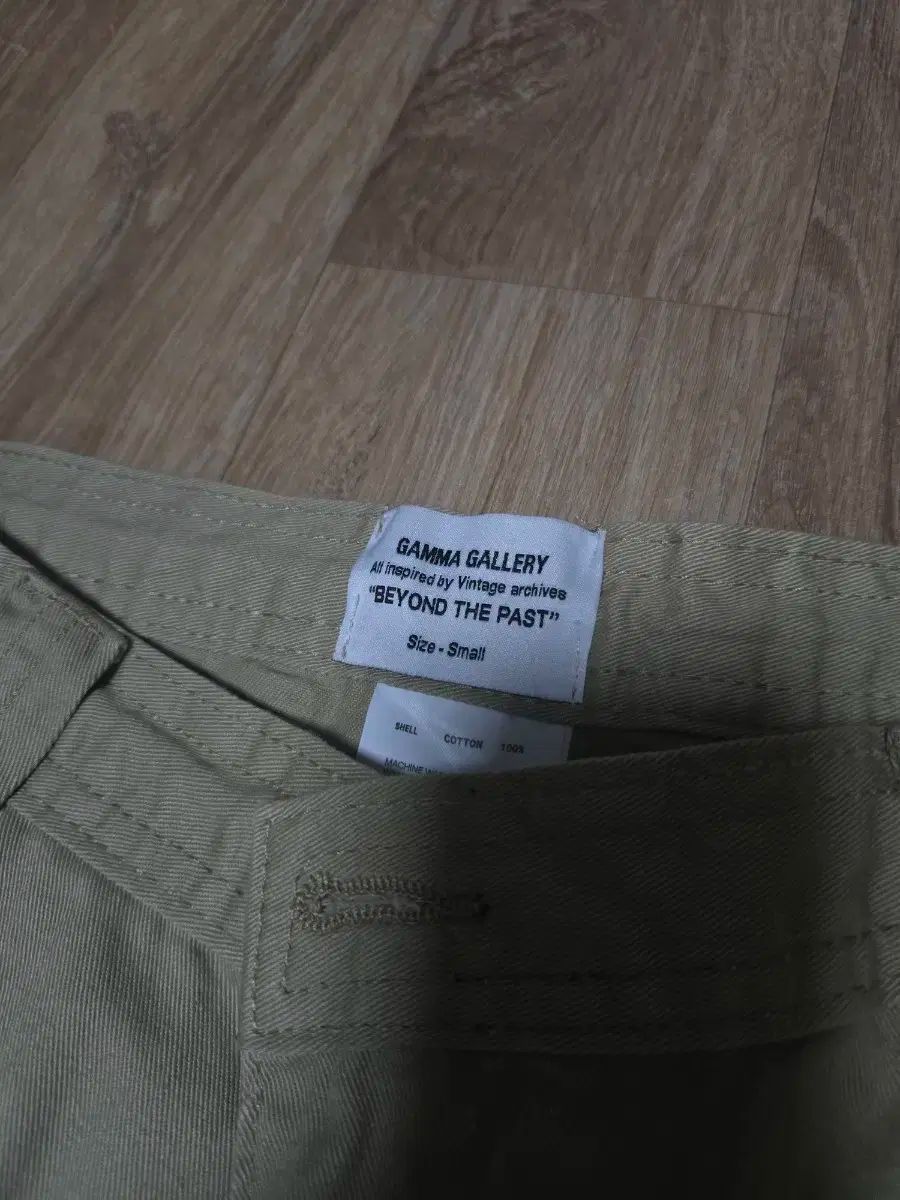 GAMMA GALLERY
All inspired by Vintage archives
"BEYOND THE PAST"
Size - Small
SHELL COTTON 100%
MACHINE